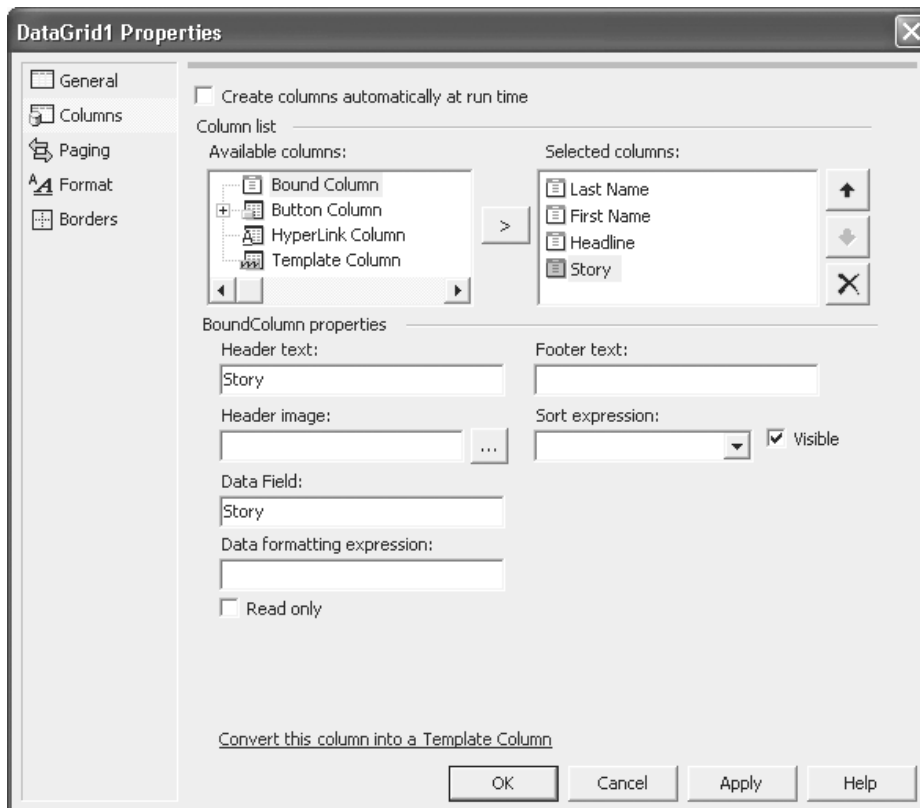 DataGrid1 Properties
General
Columns
Paging
Format
Borders
Create columns automatically at run time
Column list
Available columns:
Bound Column
Button Column
HyperLink Column
Template Column
>
Selected columns:
Last Name
First Name
Headline
Story
BoundColumn properties
Header text:
Story
Footer text:
Header image:
...
Sort expression:
Visible
Data Field:
Story
Data formatting expression:
Read only
Convert this column into a Template Column
OK
Cancel
Apply
Help